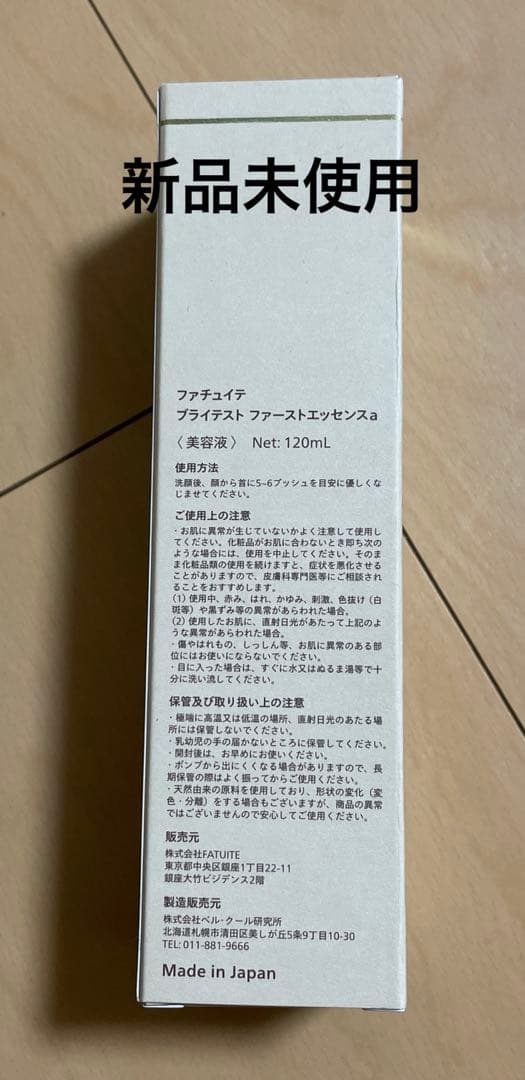 新品未使用
ファチュイテ
ブライテスト ファーストエッセンスa
〈美容液〉 Net: 120mL
使用方法
洗顔後、顔から首に5~6プッシュを目安に優しくな
じませてください。
ご使用上の注意
・お肌に異常が生じていないかよく注意して使用し
てください。化粧品がお肌に合わないとき即ち次の
ような場合には、使用を中止してください。そのまま
ま化粧品類の使用を続けますと、症状を悪化させる
ことがありますので、皮膚科専門医等にご相談され
ることをおすすめします。
(1) 使用中、赤み、はれ、かゆみ、刺激、色抜け(白
斑等)や黒ずみ等の異常があらわれた場合。
(2) 使用したお肌に、直射日光があたって上記のよ
うな異常があらわれた場合。
・傷やはれもの、しっしん等、お肌に異常のある部
位にはお使いにならないでください。
・目に入った場合は、すぐに水又はぬるま湯等で十
分に洗い流してください。
保管及び取り扱い上の注意
・極端に高温又は低温の場所、直射日光のあたる場
所には保管しないでください。
・乳幼児の手の届かないところに保管してください。
・開封後は、お早めにお使いください。
・ポンプから出にくくなる場合がありますので、長
期保管の際はよく振ってからご使用ください。
・天然由来の原料を使用しており、形状の変化(変
色・分離)をする場合もございますが、商品の異常
ではございませんので安心してご使用ください。
販売元
株式会社FATUITE
東京都中央区銀座1丁目22-11
銀座大竹ビジデンス2階
製造販売元
株式会社ベル・クール研究所
北海道札幌市清田区美しが丘5条9丁目10-30
TEL: 011-881-9666
Made in Japan